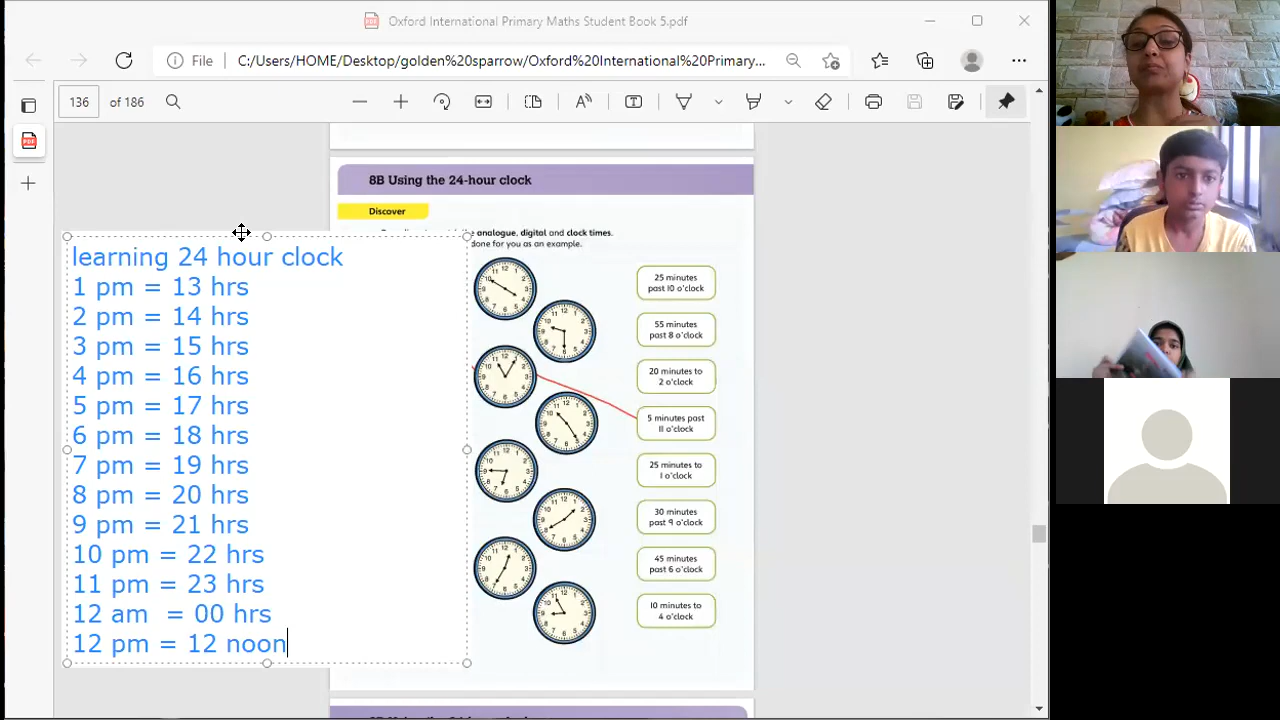 Oxford International Primary Maths Student Book 5.pdf
File
C:/Users/HOME/Desktop/golden%20sparrow/Oxford%20International%20Primary...
136 of 186
8B Using the 24-hour clock
Discover
analogue, digital and clock times.
done for you as an example.
learning 24 hour clock
1 pm = 13 hrs
2 pm = 14 hrs
3 pm = 15 hrs
4 pm = 16 hrs
5 pm = 17 hrs
6 pm = 18 hrs
7 pm = 19 hrs
8 pm = 20 hrs
9 pm = 21 hrs
10 pm = 22 hrs
11 pm = 23 hrs
12 am = 00 hrs
12 pm = 12 noon
25 minutes
past 10 o'clock
55 minutes
past 8 o'clock
20 minutes to
2 o'clock
5 minutes past
11 o'clock
25 minutes to
1 o'clock
30 minutes
past 9 o'clock
45 minutes
past 6 o'clock
10 minutes to
4 o'clock